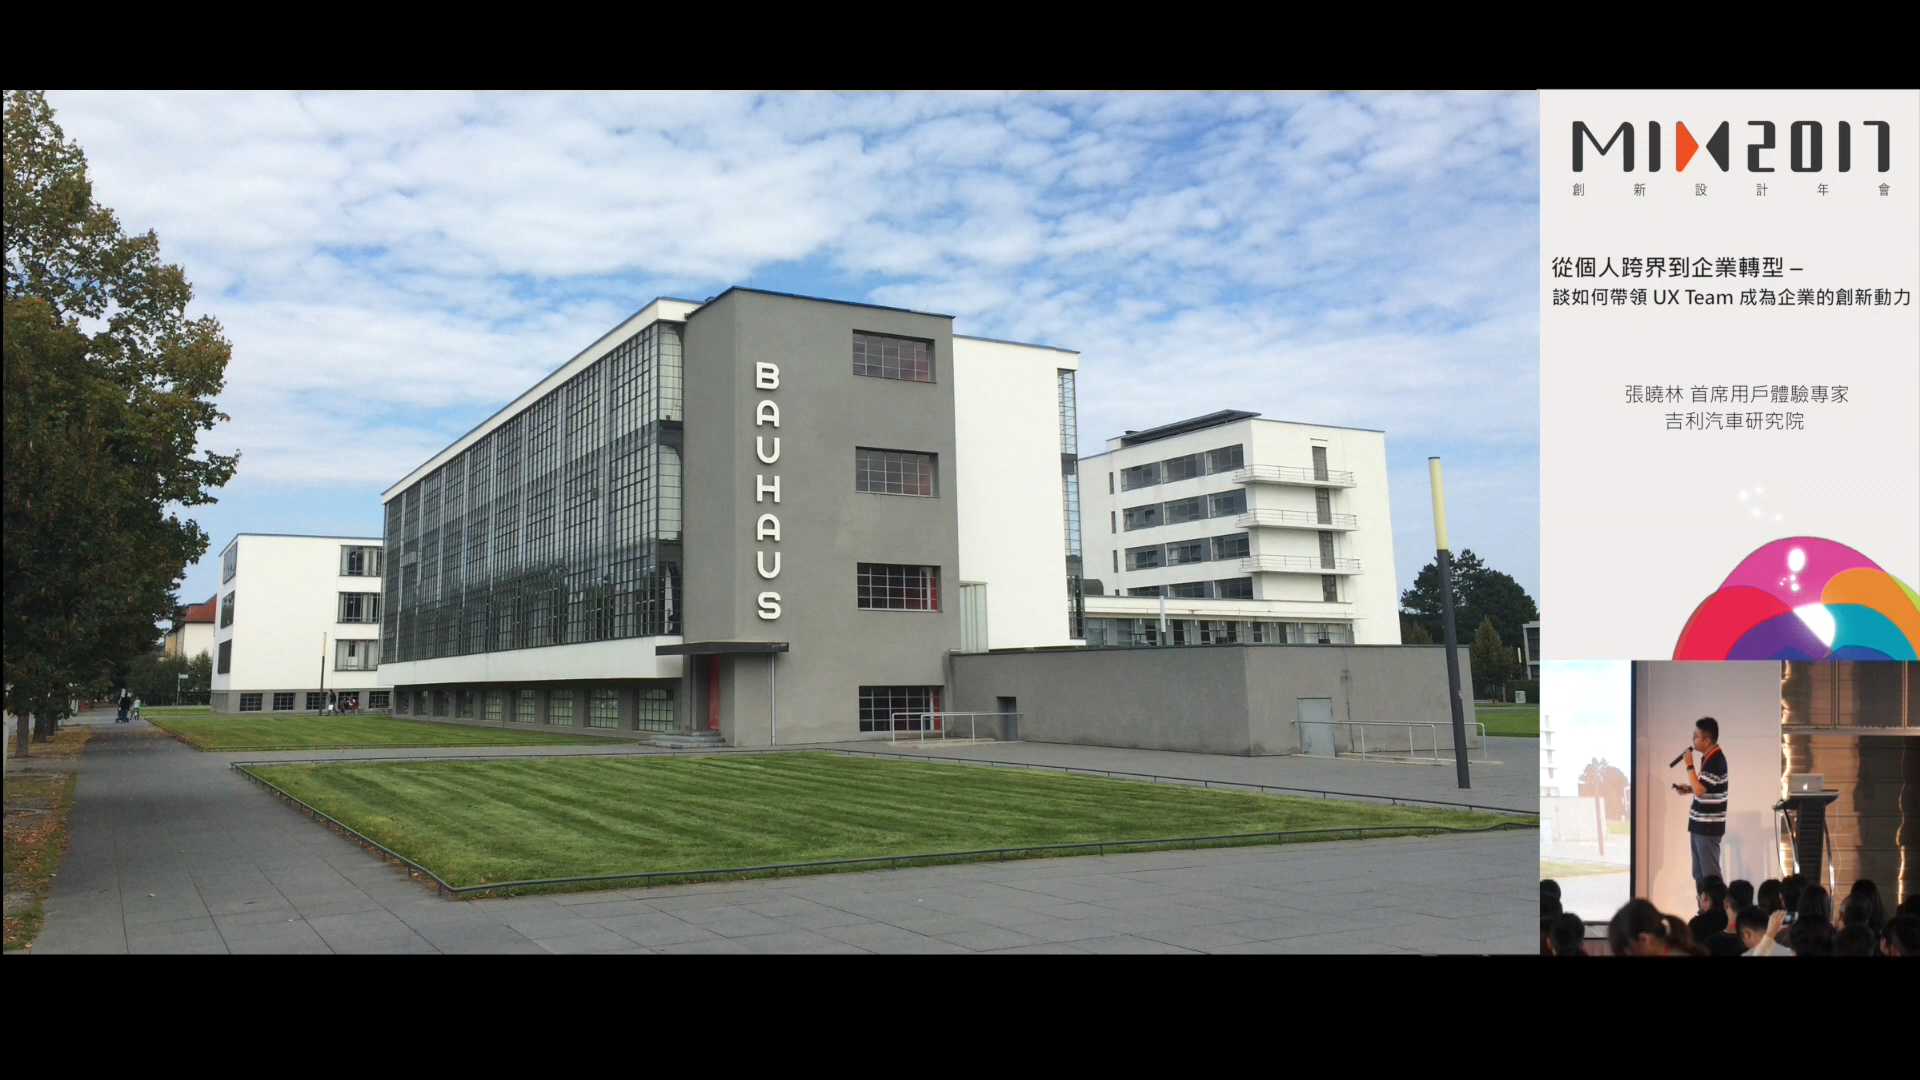 BAUHAUS
MIX2017
創新設計年會
從個人跨界到企業轉型 –
談如何帶領 UX Team 成為企業的創新動力
張曉林 首席用戶體驗專家
吉利汽車研究院